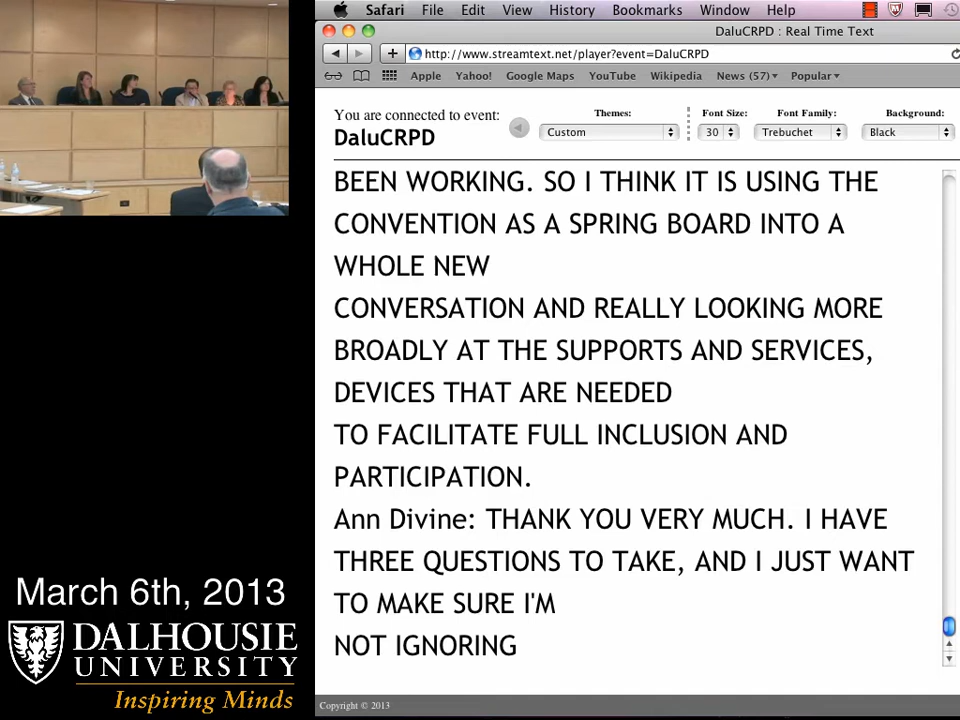 Safari File Edit View History Bookmarks Window Help
DaluCRPD : Real Time Text
http://www.streamtext.net/player?event=DaluCRPD
Apple Yahoo! Google Maps YouTube Wikipedia News (57) Popular
You are connected to event:
DaluCRPD
Themes: Font Size: Font Family: Background:
Custom 30 Trebuchet Black
BEEN WORKING. SO I THINK IT IS USING THE
CONVENTION AS A SPRING BOARD INTO A
WHOLE NEW
CONVERSATION AND REALLY LOOKING MORE
BROADLY AT THE SUPPORTS AND SERVICES,
DEVICES THAT ARE NEEDED
TO FACILITATE FULL INCLUSION AND
PARTICIPATION.
Ann Divine: THANK YOU VERY MUCH. I HAVE
THREE QUESTIONS TO TAKE, AND I JUST WANT
TO MAKE SURE I'M
NOT IGNORING
Copyright © 2013
March 6th, 2013
DALHOUSIE
UNIVERSITY
Inspiring Minds